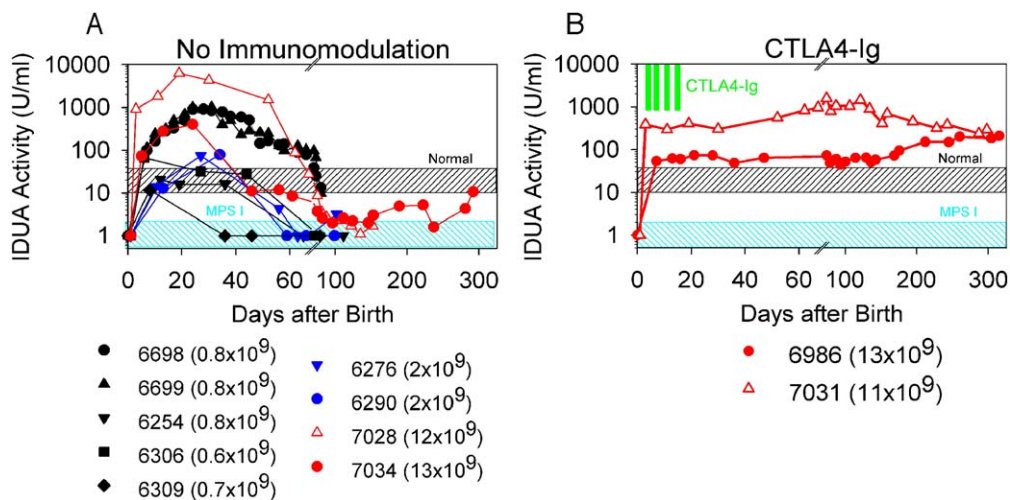 A
No Immunomodulation
IDUA Activity (U/ml)
10000
1000
100
10
1
Normal
MPS I
0 20 40 60 100 200 300
Days after Birth
6698 (0.8x10⁹)
6699 (0.8x10⁹)
6254 (0.8x10⁹)
6306 (0.6x10⁹)
6309 (0.7x10⁹)
6276 (2x10⁹)
6290 (2x10⁹)
7028 (12x10⁹)
7034 (13x10⁹)
B
CTLA4-Ig
IDUA Activity (U/ml)
10000
1000
100
10
1
CTLA4-Ig
Normal
MPS I
0 20 40 60 100 200 300
Days after Birth
6986 (13x10⁹)
7031 (11x10⁹)